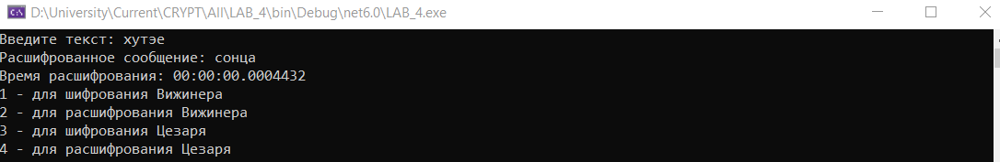 D:\University\Current\CRYPT\All\LAB_4\bin\Debug\net6.0\LAB_4.exe
Введите текст: хутэе
Расшифрованное сообщение: сонца
Время расшифрования: 00:00:00.0004432
1 - для шифрования Вижинера
2 - для расшифрования Вижинера
3 - для шифрования Цезаря
4 - для расшифрования Цезаря